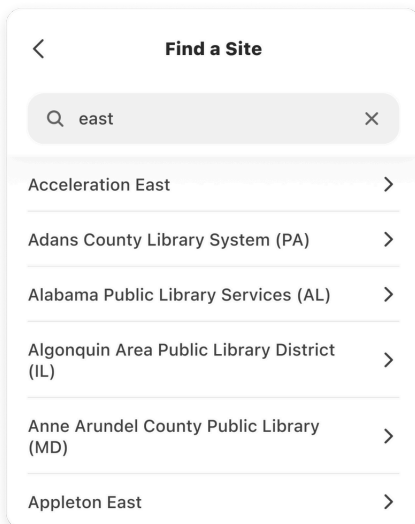 Find a Site
east
Acceleration East
Adans County Library System (PA)
Alabama Public Library Services (AL)
Algonquin Area Public Library District
(IL)
Anne Arundel County Public Library
(MD)
Appleton East